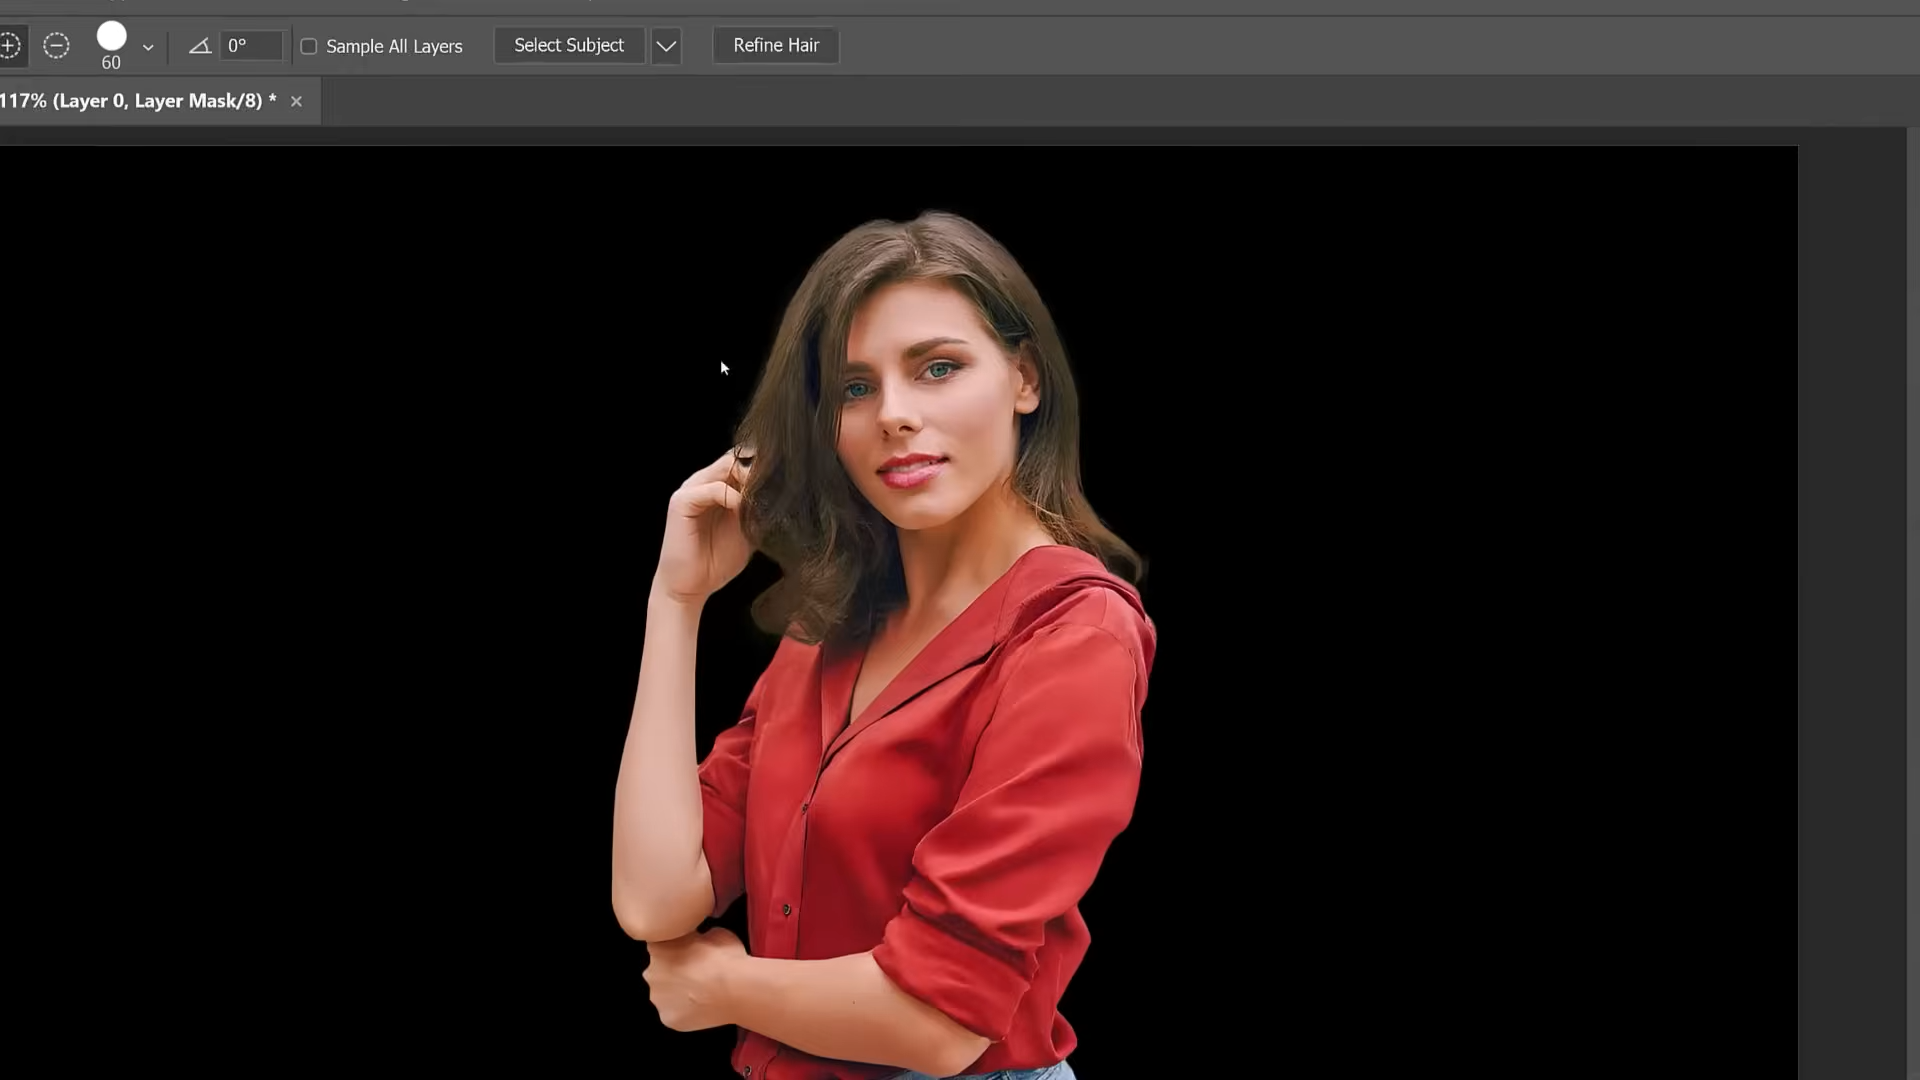 60
0°
Sample All Layers
Select Subject
Refine Hair
117% (Layer 0, Layer Mask/8) *